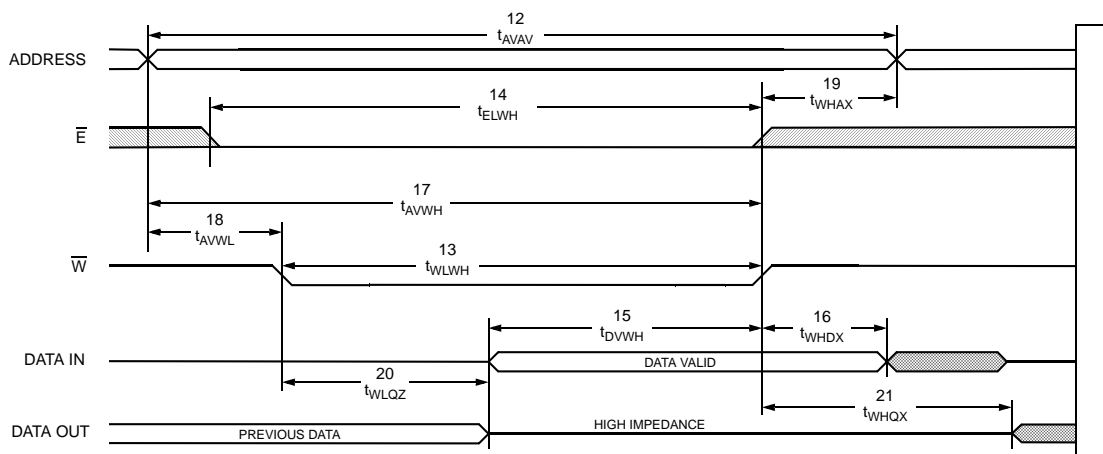 12
tAVAV
ADDRESS
19
tWHAX
14
tELWH
E
17
tAVWH
18
tAVWL
13
tWLWH
W
15
tDVWH
16
tWHDX
DATA IN
DATA VALID
20
tWLQZ
21
tWHQX
DATA OUT
PREVIOUS DATA
HIGH IMPEDANCE